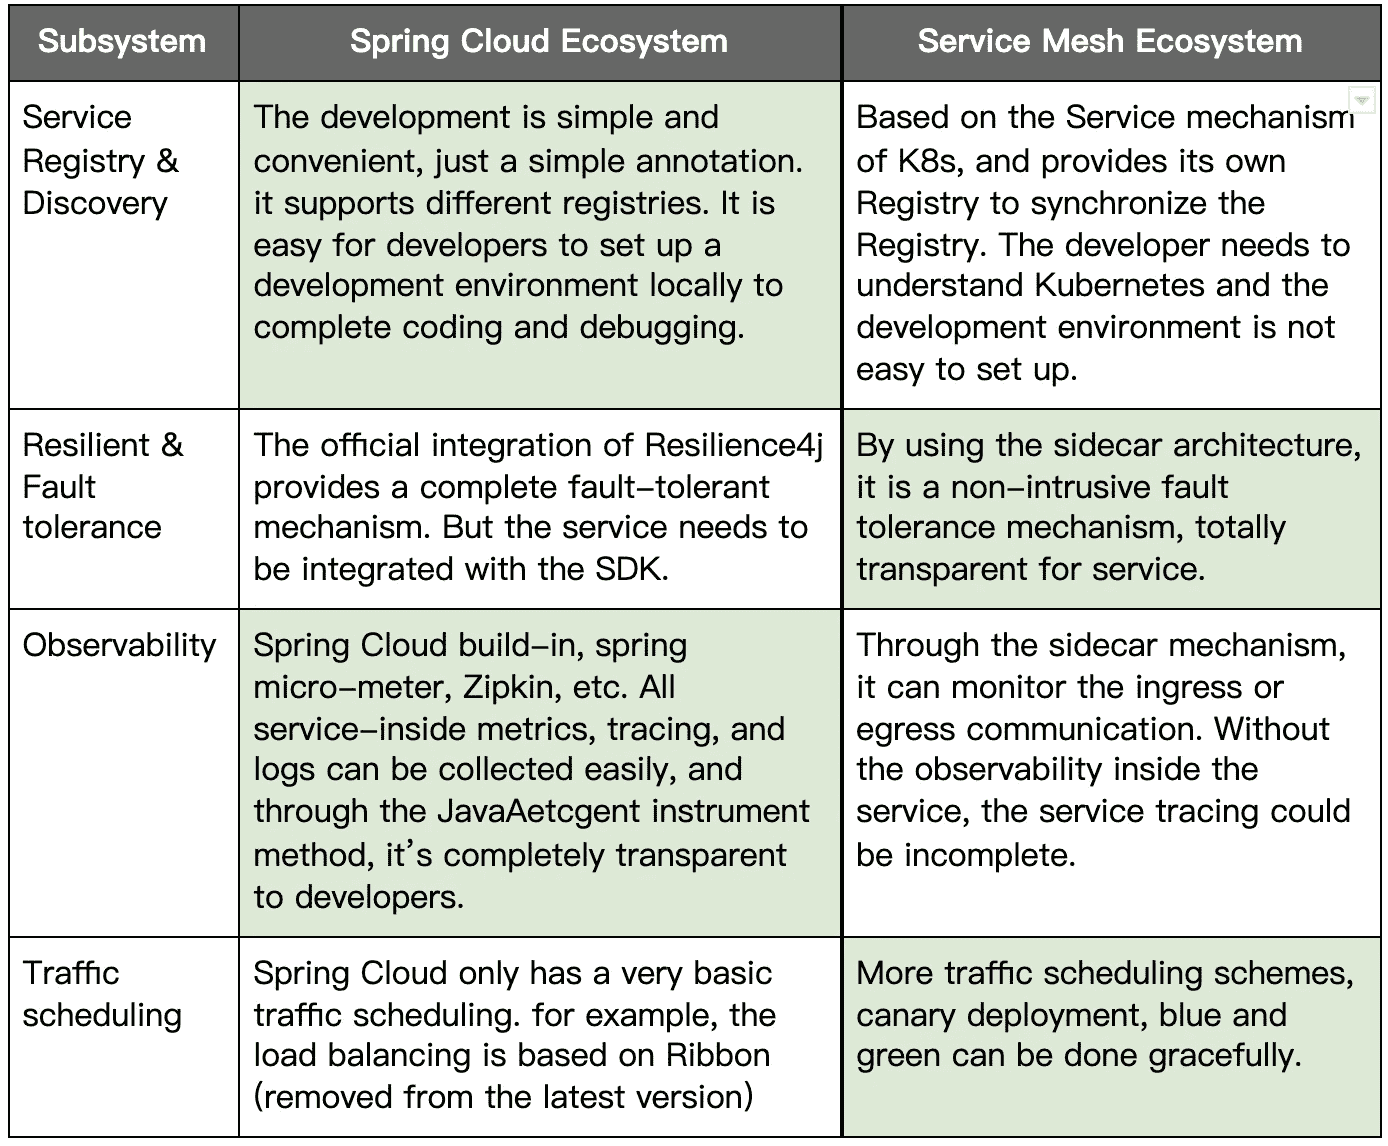 Subsystem
Spring Cloud Ecosystem
Service Mesh Ecosystem
Service
Registry &
Discovery
The development is simple and
convenient, just a simple annotation.
it supports different registries. It is
easy for developers to set up a
development environment locally to
complete coding and debugging.
Based on the Service mechanism
of K8s, and provides its own
Registry to synchronize the
Registry. The developer needs to
understand Kubernetes and the
development environment is not
easy to set up.
Resilient &
Fault
tolerance
The official integration of Resilience4j
provides a complete fault–tolerant
mechanism. But the service needs to
be integrated with the SDK.
By using the sidecar architecture,
it is a non–intrusive fault
tolerance mechanism, totally
transparent for service.
Observability
Spring Cloud build–in, spring
micro–meter, Zipkin, etc. All
service–inside metrics, tracing, and
logs can be collected easily, and
through the JavaAetcgent instrument
method, it’s completely transparent
to developers.
Through the sidecar mechanism,
it can monitor the ingress or
egress communication. Without
the observability inside the
service, the service tracing could
be incomplete.
Traffic
scheduling
Spring Cloud only has a very basic
traffic scheduling. for example, the
load balancing is based on Ribbon
(removed from the latest version)
More traffic scheduling schemes,
canary deployment, blue and
green can be done gracefully.